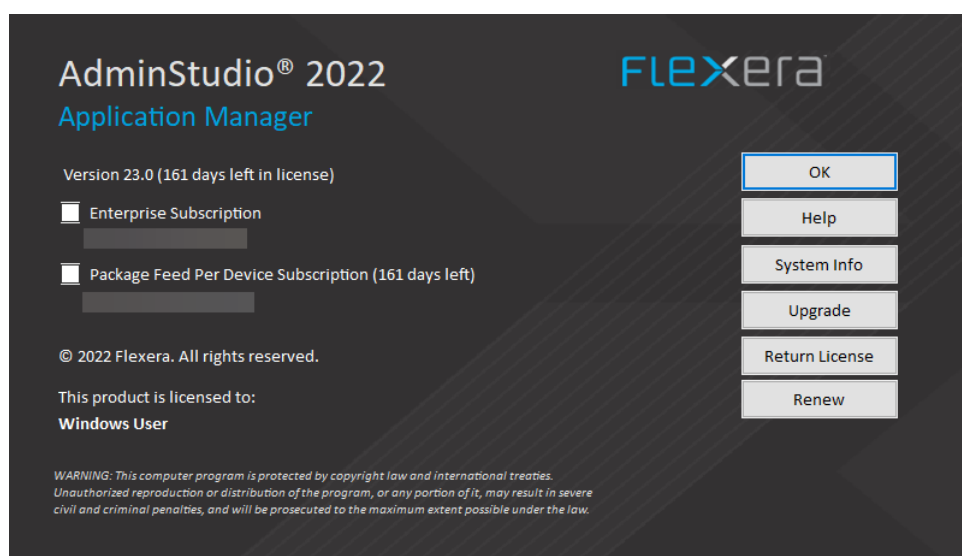 AdminStudio® 2022
Application Manager
FLEXera
Version 23.0 (161 days left in license)
Enterprise Subscription
Package Feed Per Device Subscription (161 days left)
© 2022 Flexera. All rights reserved.
This product is licensed to:
Windows User
WARNING: This computer program is protected by copyright law and international treaties.
Unauthorized reproduction or distribution of the program, or any portion of it, may result in severe
civil and criminal penalties, and will be prosecuted to the maximum extent possible under the law.
OK
Help
System Info
Upgrade
Return License
Renew